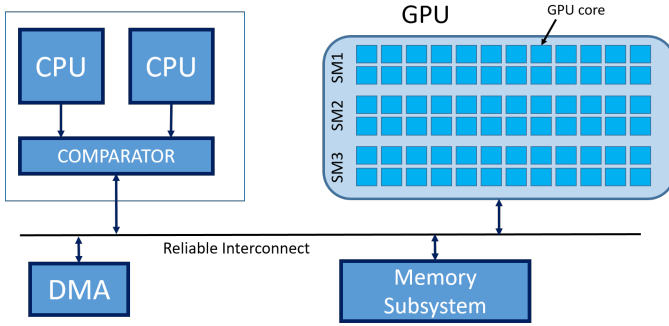 GPU
GPU core
CPU
CPU
COMPARATOR
SM1
SM2
SM3
Reliable Interconnect
DMA
Memory
Subsystem